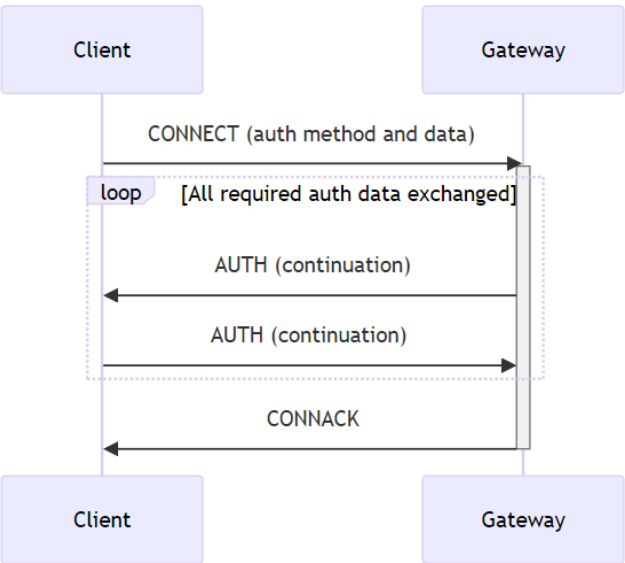 Client
Gateway
CONNECT (auth method and data)
loop
[All required auth data exchanged]
AUTH (continuation)
AUTH (continuation)
CONNACK
Client
Gateway